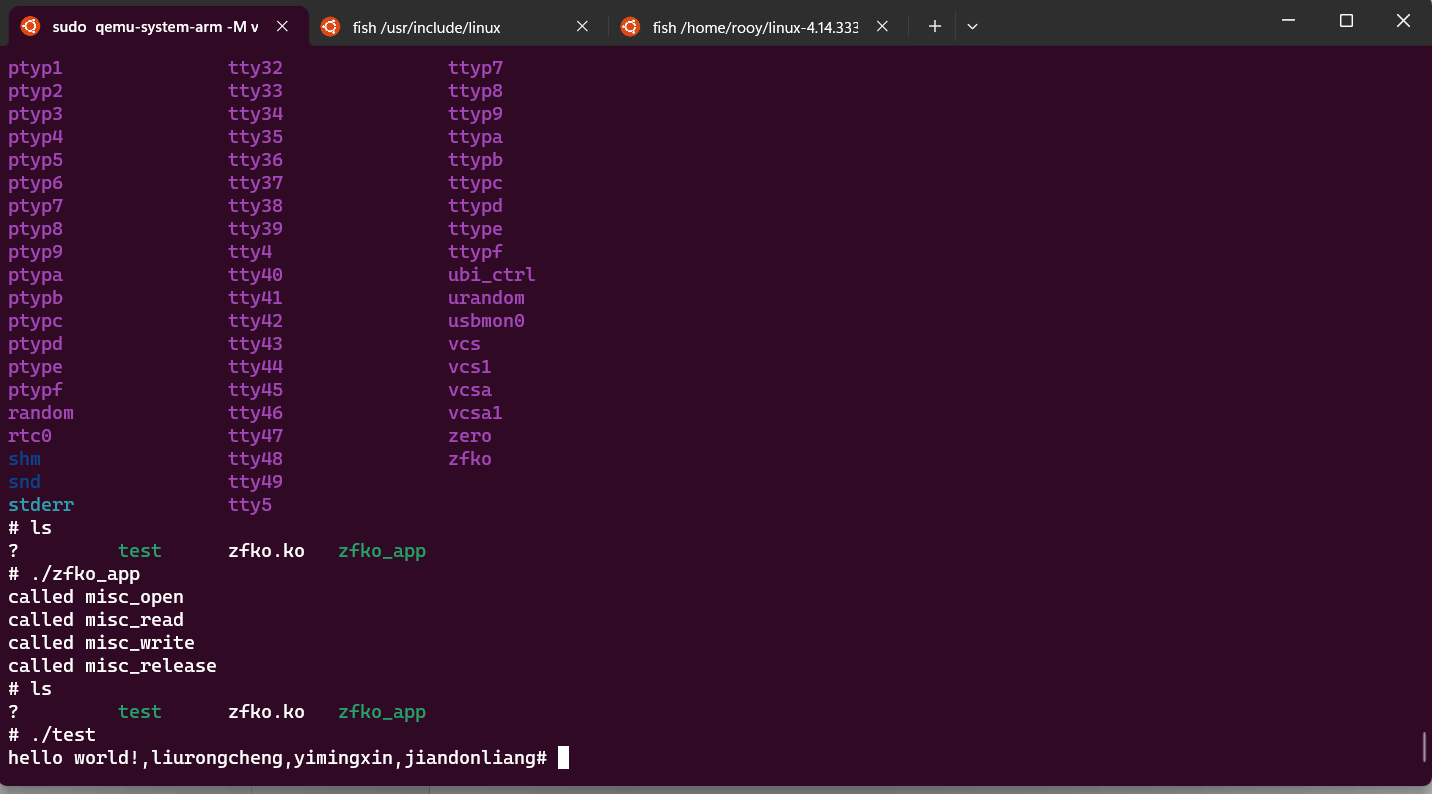 sudo qemu-system-arm -M v fish /usr/include/linux fish /home/rooy/linux-4.14.333
ptyp1 tty32 ttyp7
ptyp2 tty33 ttyp8
ptyp3 tty34 ttyp9
ptyp4 tty35 ttypa
ptyp5 tty36 ttypb
ptyp6 tty37 ttypc
ptyp7 tty38 ttypd
ptyp8 tty39 ttype
ptyp9 tty4 ttypf
ptypa tty40 ubi_ctrl
ptypb tty41 urandom
ptypc tty42 usbmon0
ptypd tty43 vcs
ptype tty44 vcs1
ptypf tty45 vcsa
random tty46 vcsa1
rtc0 tty47 zero
shm tty48 zfko
snd tty49
stderr tty5
# ls
? test zfko.ko zfko_app
# ./zfko_app
called misc_open
called misc_read
called misc_write
called misc_release
# ls
? test zfko.ko zfko_app
# ./test
hello world!,liurongcheng,yimingxin,jiandonliang#